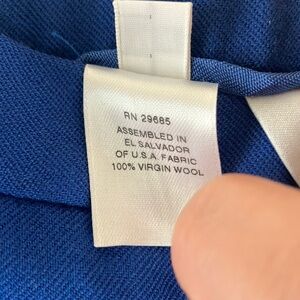 RN 29685
ASSEMBLED IN
EL SALVADOR
OF U.S.A. FABRIC
100% VIRGIN WOOL